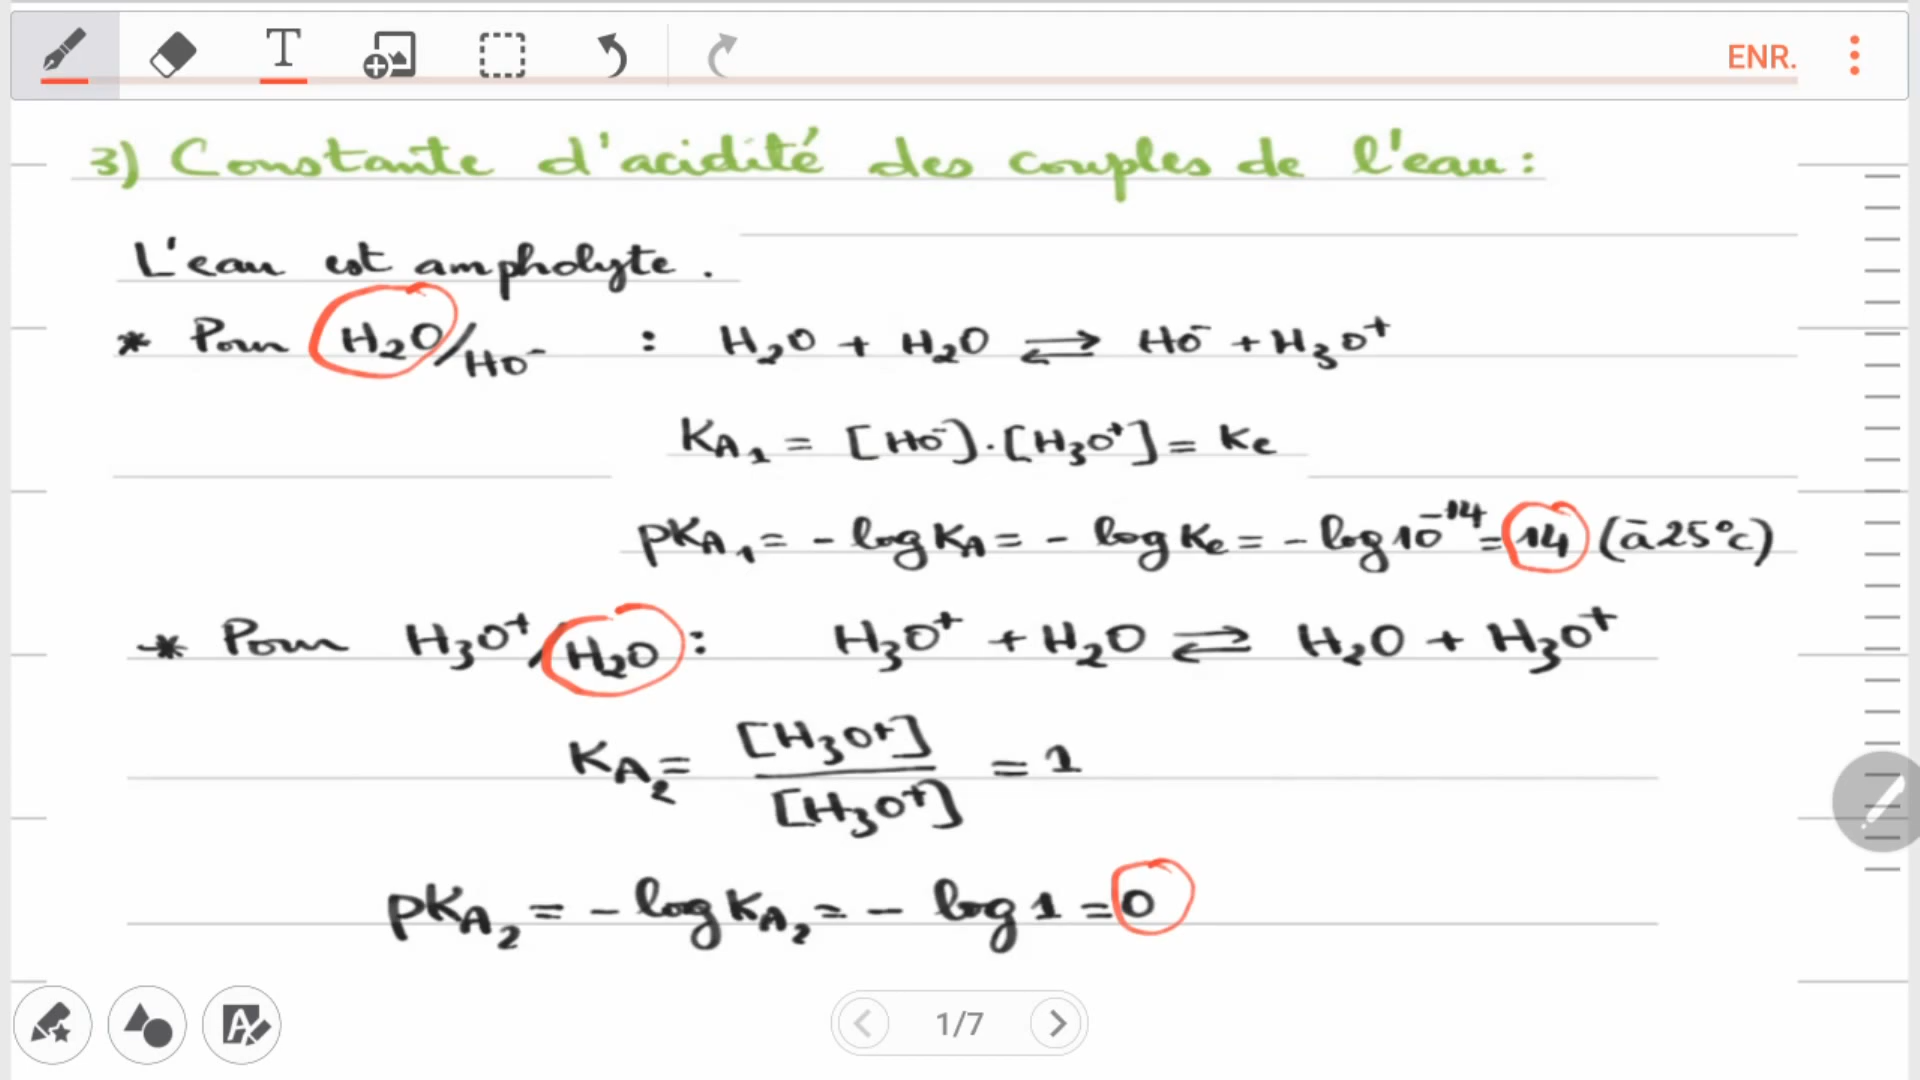 T ENR.
3) Constante d'acidité des couples de l'eau :
L'eau est ampholyte .
* Pour H₂O/HO⁻ : H₂O + H₂O ⇌ HO⁻ + H₃O⁺
KA₁ = [HO⁻].[H₃O⁺] = Ke
pKA₁ = - log KA = - log Ke = - log 10⁻¹⁴ = 14 (à 25°C)
* Pour H₃O⁺/H₂O : H₃O⁺ + H₂O ⇌ H₂O + H₃O⁺
KA₂ = [H₃O⁺] / [H₃O⁺] = 1
pKA₂ = - log KA₂ = - log 1 = 0
A 1/7